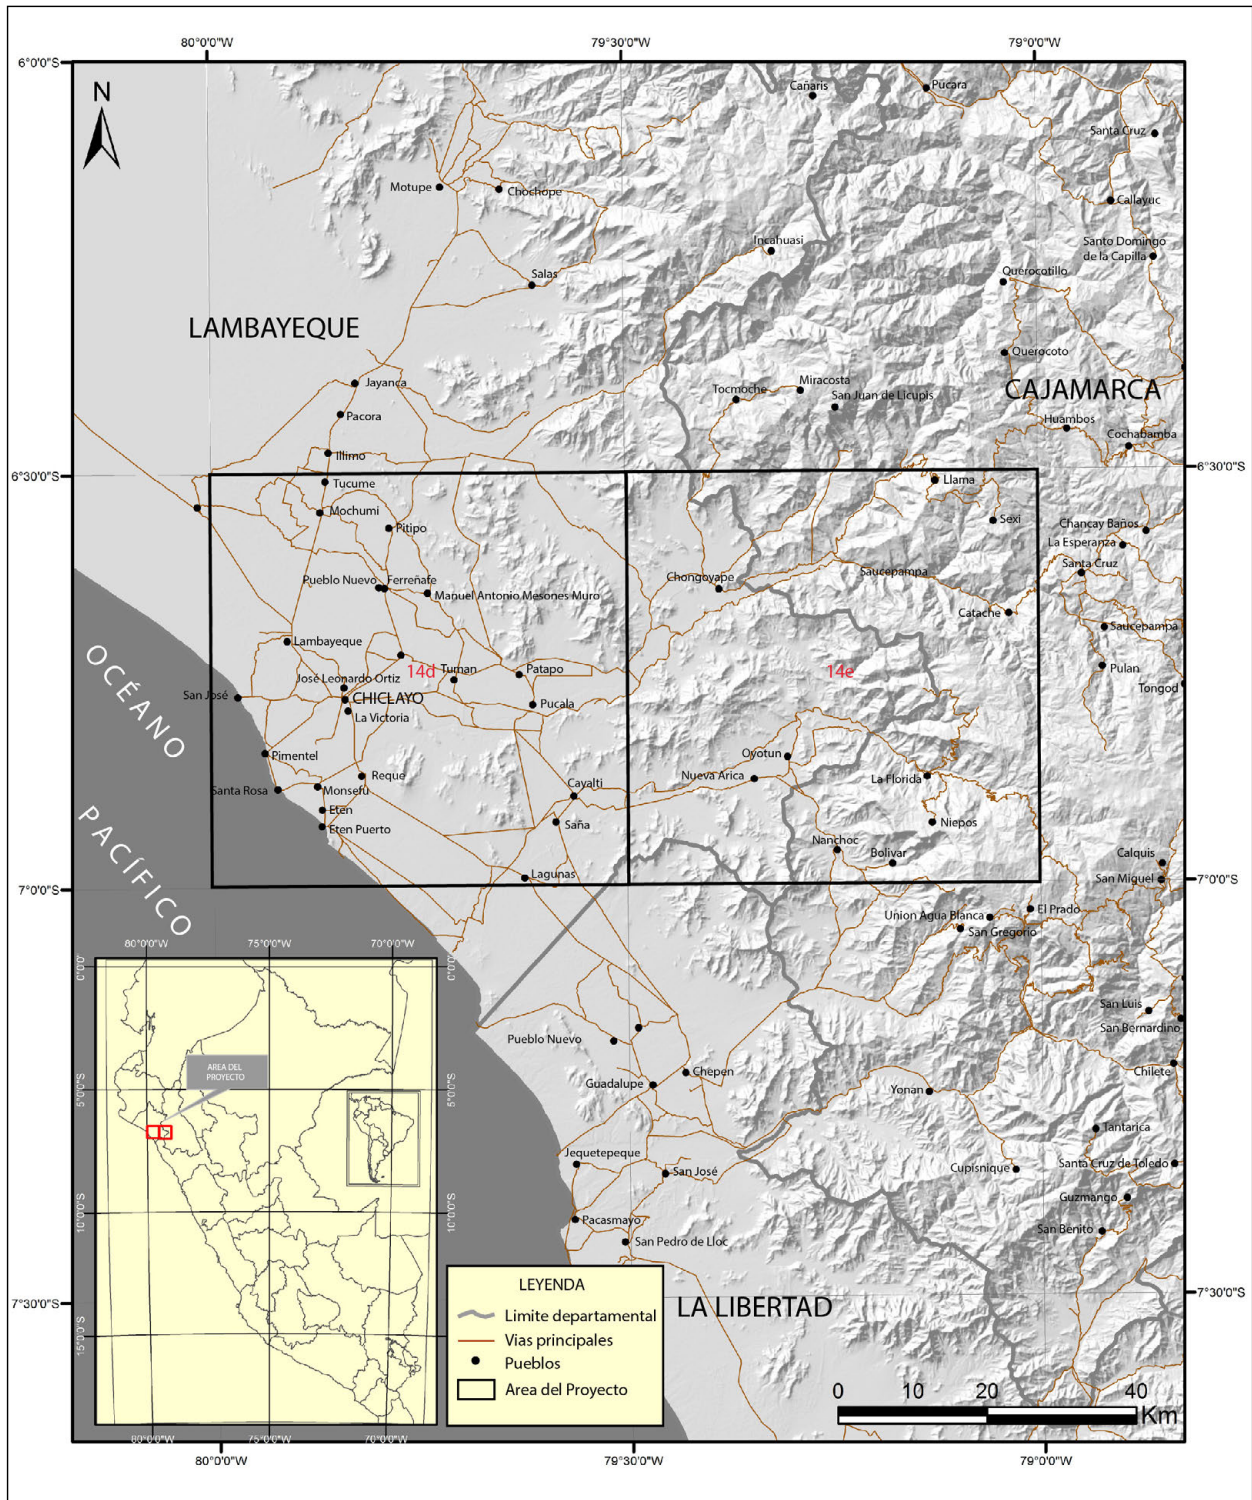 80°0'0"W
79°30'0"W
79°0'0"W
6°0'0"S
N
Cañaris
Pucara
Santa Cruz
Motupe
Chochope
Callayuc
Incahuasi
Santo Domingo
de la Capilla
Salas
Querocotillo
LAMBAYEQUE
Querocoto
Jayanca
Miracosta
CAJAMARCA
Tocmoche
San Juan de Licupis
Pacora
Huambos
Cochabamba
Illimo
6°30'0"S
6°30'0"S
Tucume
Llama
Mochumi
Sexi
Pitipo
Chancay Baños
La Esperanza
Santa Cruz
Saucepampa
Pueblo Nuevo
Ferreñafe
Chongoyape
Manuel Antonio Mesones Muro
Catache
Saucepampa
Lambayeque
OCÉANO
14d
Tuman
Patapo
14e
Pulan
José Leonardo Ortiz
Tongod
San José
CHICLAYO
Pucala
La Victoria
Pimentel
Oyotun
Reque
Nueva Arica
La Florida
Cayalti
Santa Rosa
Monsefu
Eten
Saña
Niepos
Eten Puerto
PACÍFICO
Nanchoc
Bolivar
Calquis
Lagunas
San Miguel
7°0'0"S
7°0'0"S
El Prado
Union Agua Blanca
San Gregorio
80°0'0"W
75°0'0"W
70°0'0"W
0°0'0"
0°0'0"
San Luis
San Bernardino
Pueblo Nuevo
AREA DEL
PROYECTO
Chepen
Chilete
Guadalupe
Yonan
5°0'0"S
5°0'0"S
Tantarica
Jequetepeque
San José
Cupisnique
Santa Cruz de Toledo
Guzmango
10°0'0"S
10°0'0"S
Pacasmayo
San Benito
San Pedro de Lloc
LEYENDA
7°30'0"S
7°30'0"S
LA LIBERTAD
Limite departamental
15°0'0"S
15°0'0"S
Vias principales
Pueblos
Area del Proyecto
0
10
20
40
Km
80°0'0"W
75°0'0"W
70°0'0"W
80°0'0"W
79°30'0"W
79°0'0"W